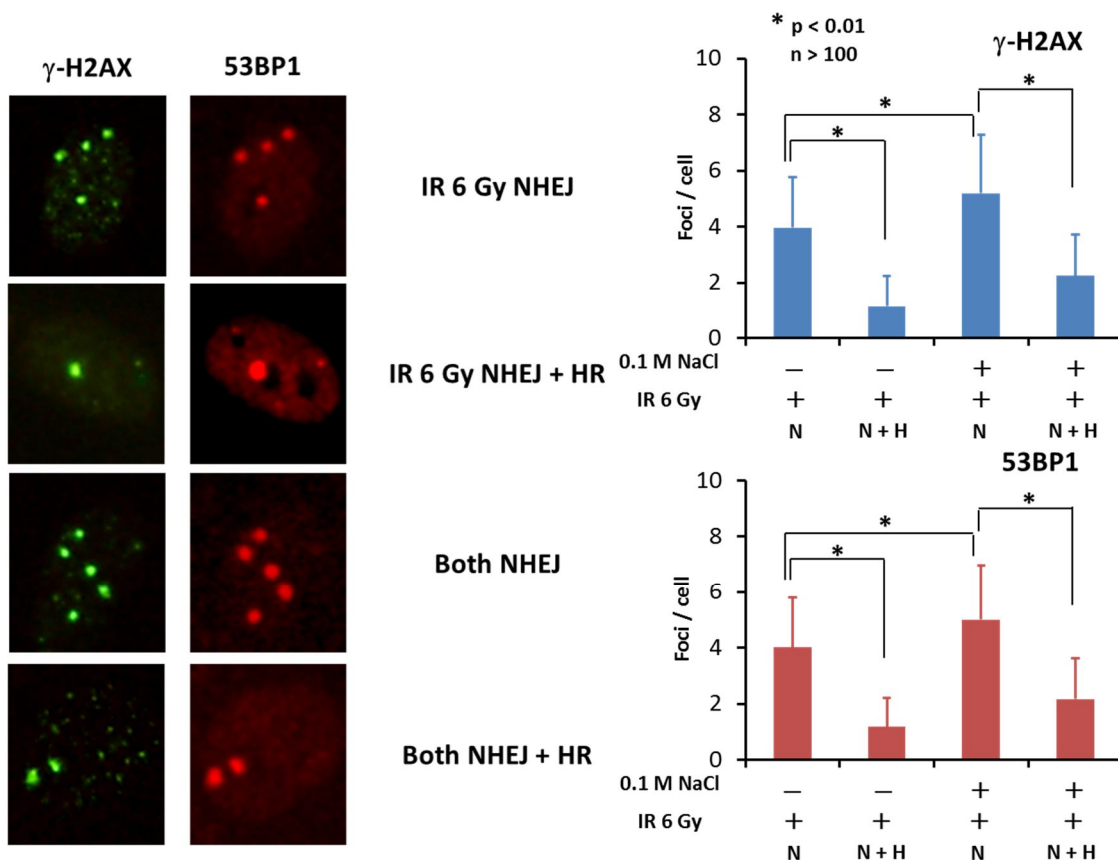 γ-H2AX 53BP1
IR 6 Gy NHEJ
IR 6 Gy NHEJ + HR
Both NHEJ
Both NHEJ + HR
* p < 0.01
n > 100
γ-H2AX
Foci / cell
10
8
6
4
2
0
*
*
*
0.1 M NaCl – – + +
IR 6 Gy + + + +
N N + H N N + H
53BP1
Foci / cell
10
8
6
4
2
0
*
*
*
0.1 M NaCl – – + +
IR 6 Gy + + + +
N N + H N N + H